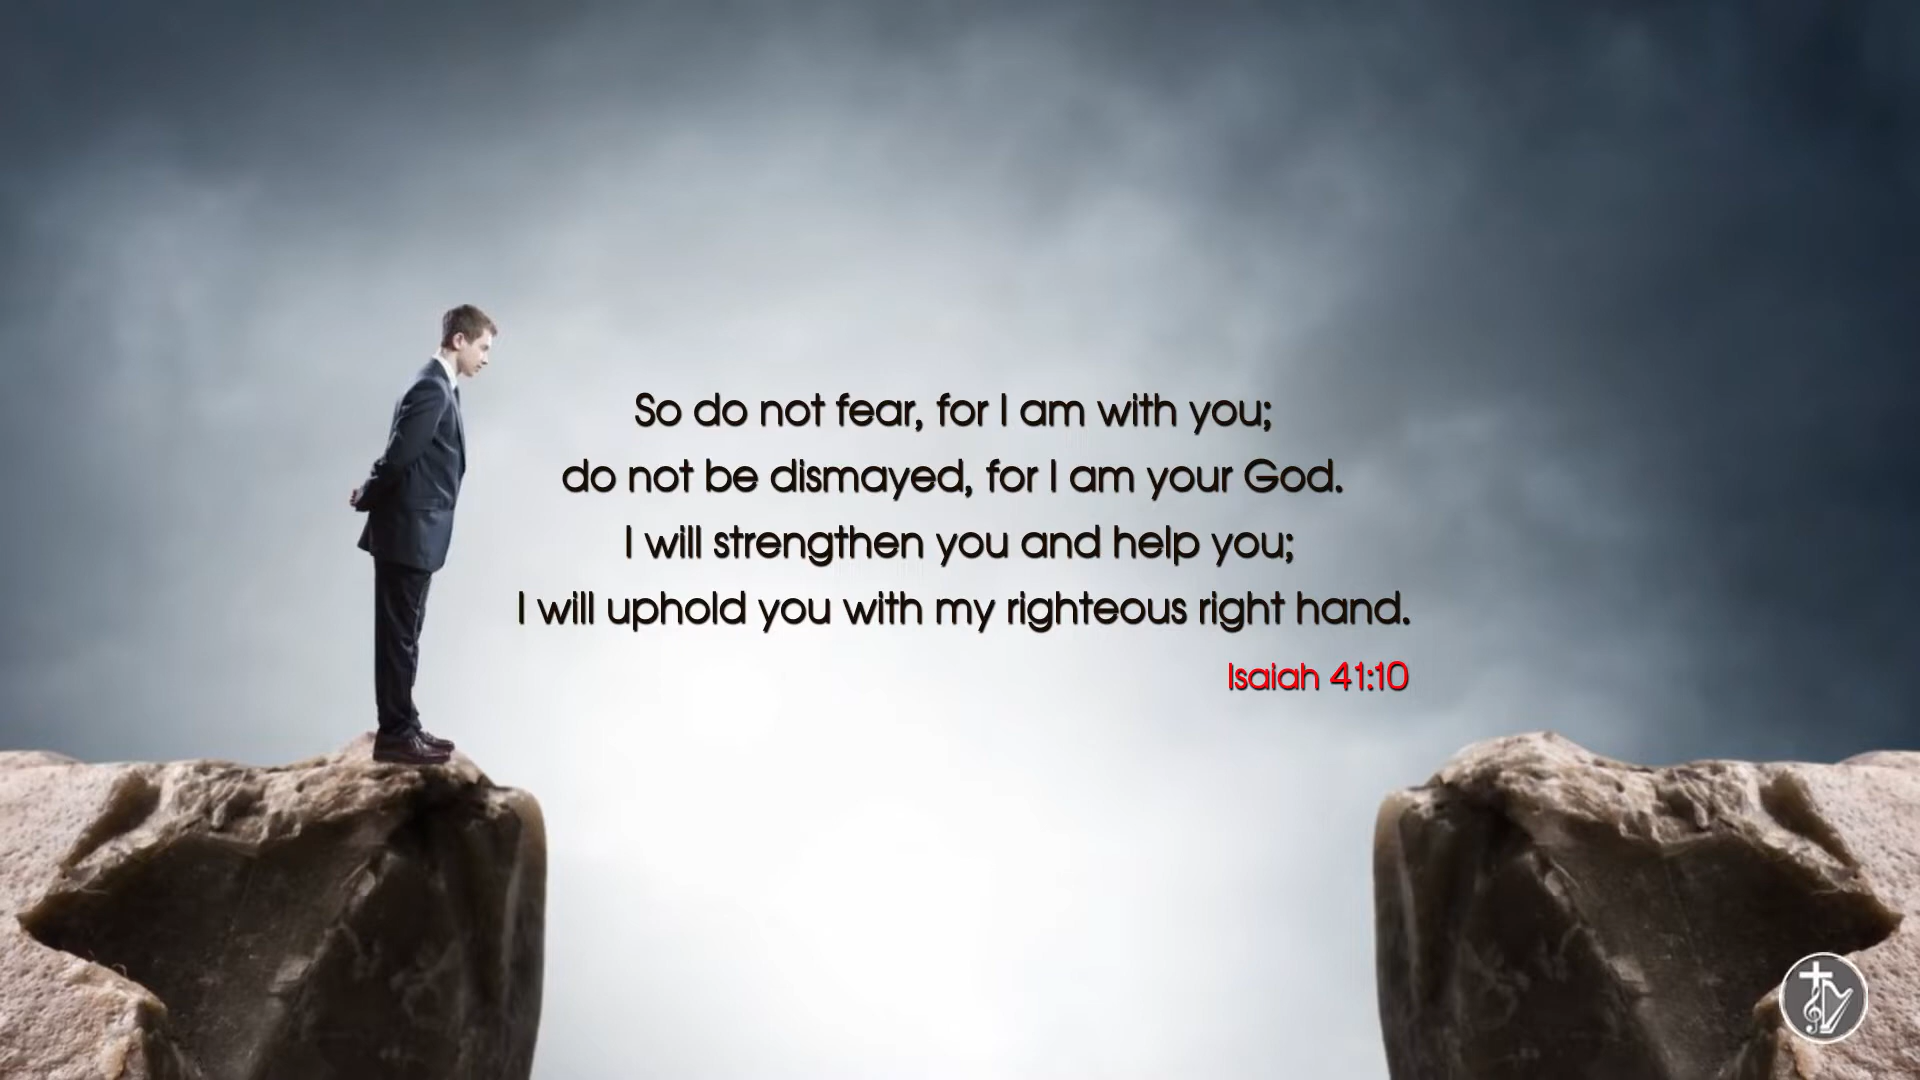 So do not fear, for I am with you;
do not be dismayed, for I am your God.
I will strengthen you and help you;
I will uphold you with my righteous right hand.
Isaiah 41:10